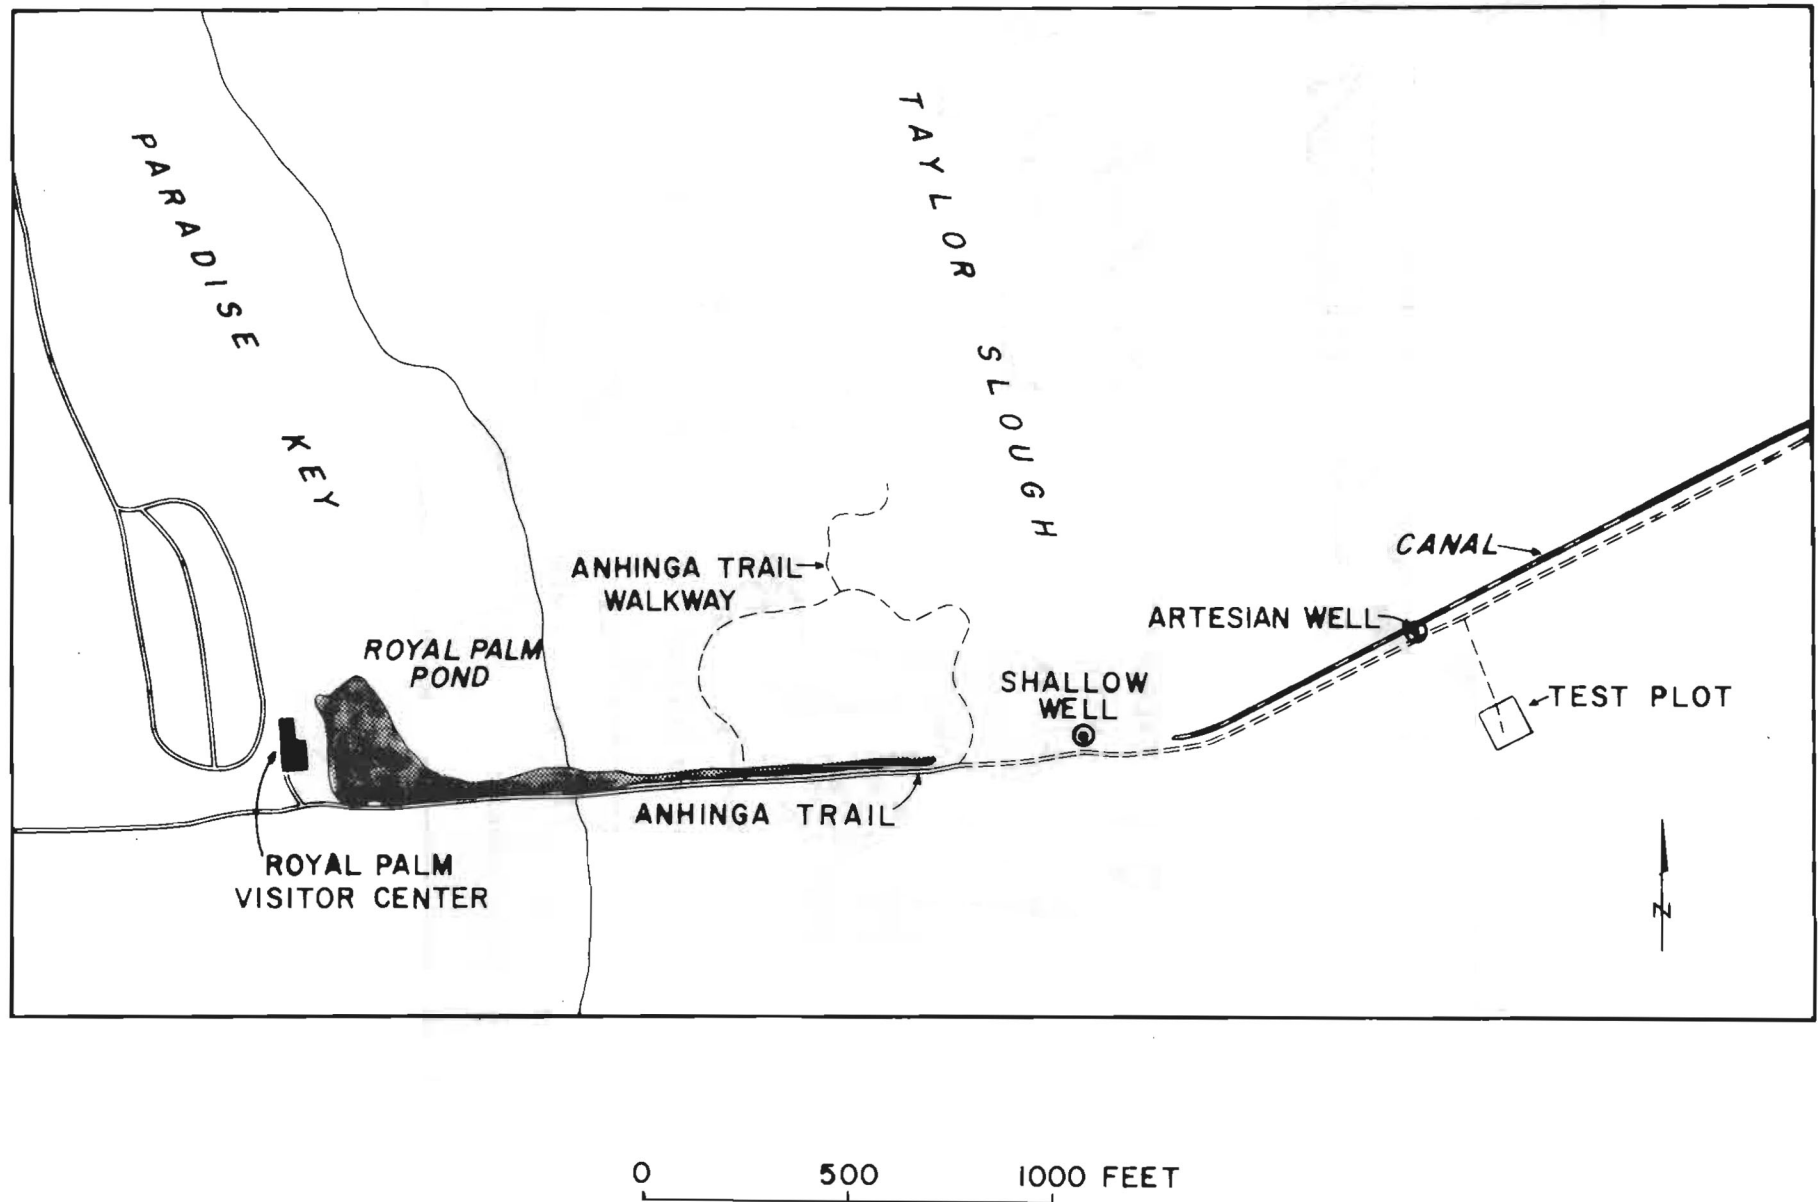 PARADISE KEY
TAYLOR SLOUGH
CANAL
ANHINGA TRAIL
WALKWAY
ARTESIAN WELL
ROYAL PALM
POND
SHALLOW
WELL
TEST PLOT
ANHINGA TRAIL
ROYAL PALM
VISITOR CENTER
N
0 500 1000 FEET